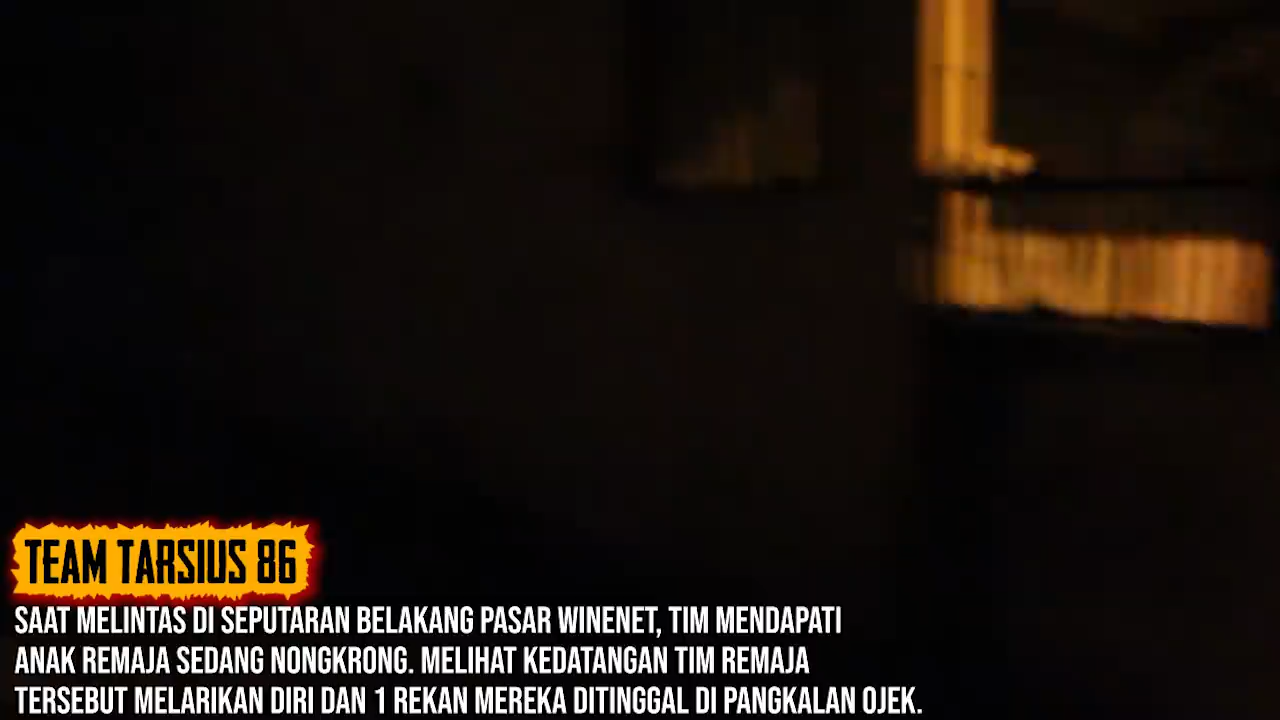 TEAM TARSIUS 86
SAAT MELINTAS DI SEPUTARAN BELAKANG PASAR WINENET, TIM MENDAPATI
ANAK REMAJA SEDANG NONGKRONG. MELIHAT KEDATANGAN TIM REMAJA
TERSEBUT MELARIKAN DIRI DAN 1 REKAN MEREKA DITINGGAL DI PANGKALAN OJEK.